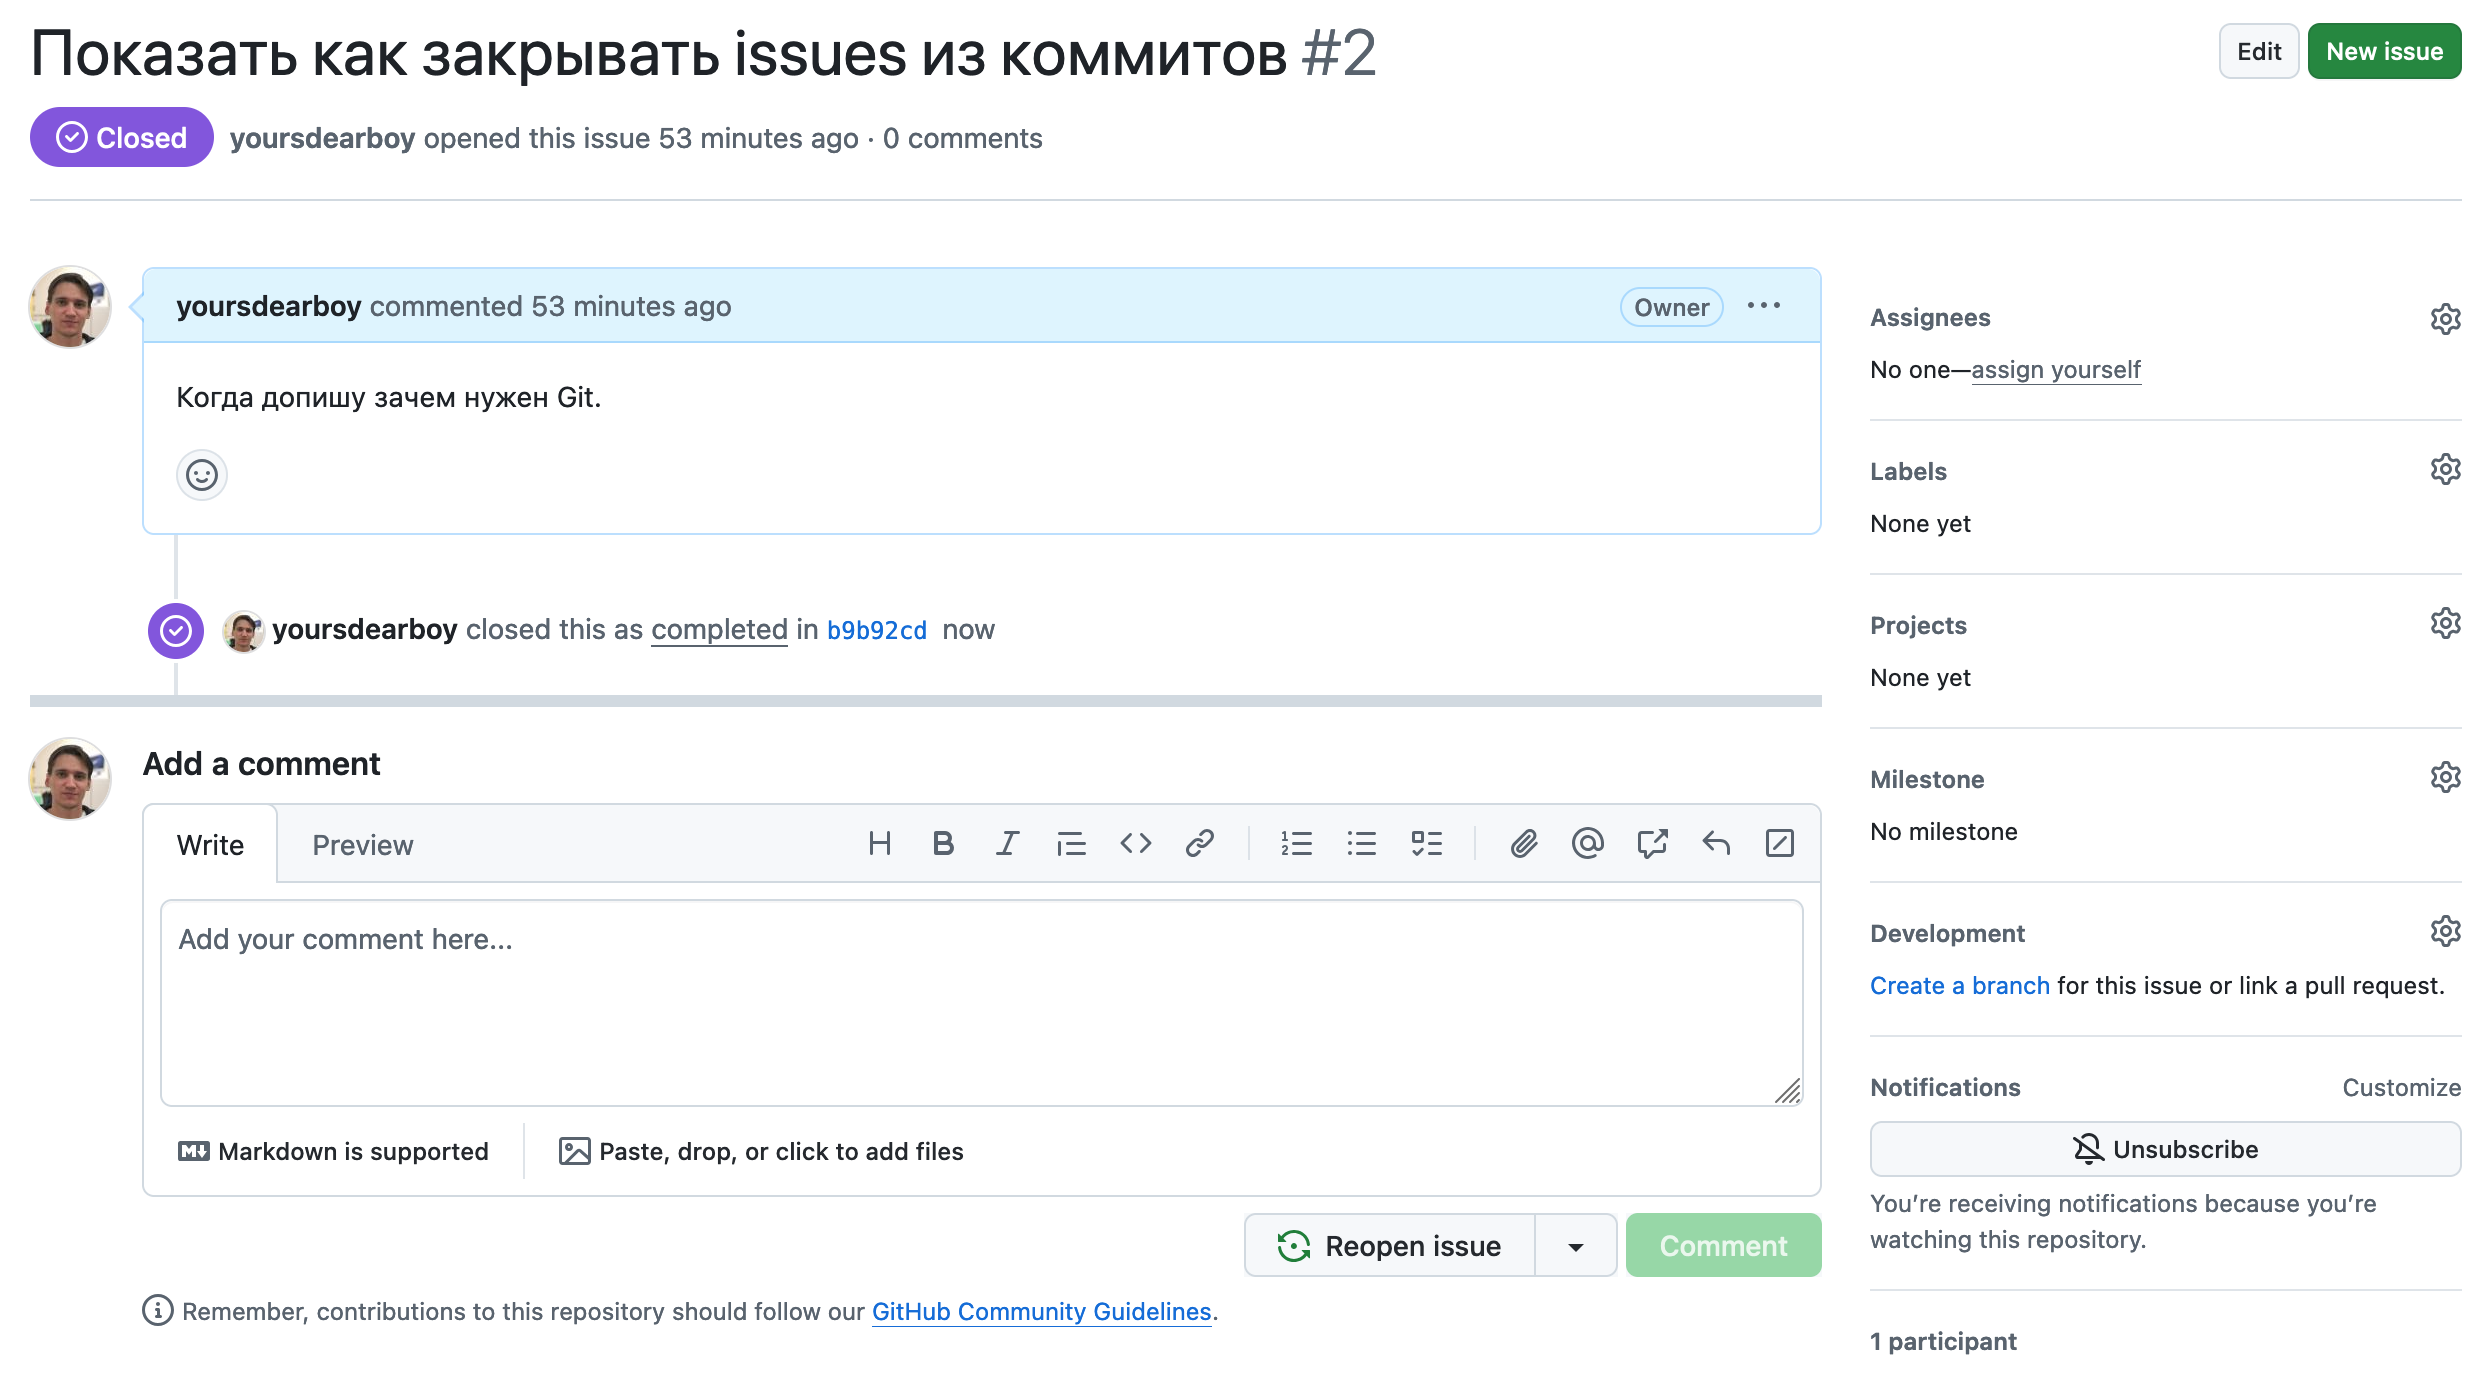 Показать как закрывать issues из коммитов #2
Edit
New issue
Closed
yoursdearboy opened this issue 53 minutes ago · 0 comments
yoursdearboy commented 53 minutes ago
Owner
Когда допишу зачем нужен Git.
yoursdearboy closed this as completed in b9b92cd now
Add a comment
Write
Preview
Add your comment here...
Markdown is supported
Paste, drop, or click to add files
Reopen issue
Comment
Remember, contributions to this repository should follow our GitHub Community Guidelines.
Assignees
No one—assign yourself
Labels
None yet
Projects
None yet
Milestone
No milestone
Development
Create a branch for this issue or link a pull request.
Notifications
Customize
Unsubscribe
You’re receiving notifications because you’re
watching this repository.
1 participant